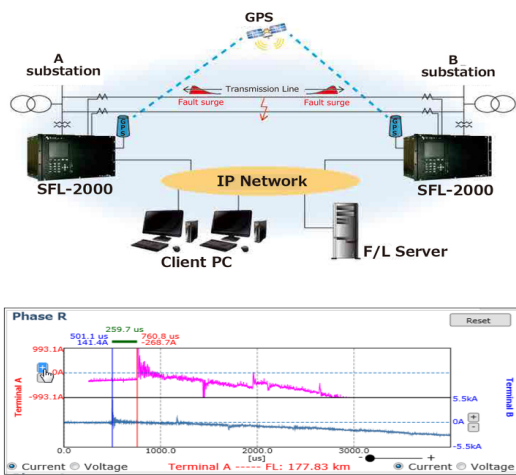 GPS
A
substation
B
substation
Transmission Line
Fault surge
Fault surge
GPS
GPS
SFL-2000
SFL-2000
IP Network
Client PC
F/L Server
Phase R
Reset
259.7 us
501.1 us
760.8 us
141.4A
-268.7A
993.1A
0A
-993.1A
Terminal A
5.5kA
0A
-5.5kA
Terminal B
+
-
0.0
1000.0
2000.0
3000.0
[us]
- +
Current Voltage
Terminal A ----- FL: 177.83 km
Current Voltage